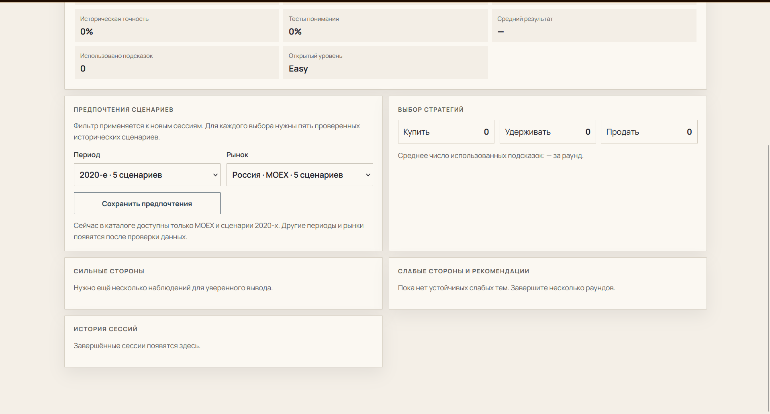 Историческая точность
0%
Тесты понимания
0%
Средний результат
—
Использовано подсказок
0
Открытый уровень
Easy
ПРЕДПОЧТЕНИЯ СЦЕНАРИЕВ
Фильтр применяется к новым сессиям. Для каждого выбора нужны пять проверенных
исторических сценариев.
Период
Рынок
2020-е · 5 сценариев
Россия · MOEX · 5 сценариев
Сохранить предпочтения
Сейчас в каталоге доступны только MOEX и сценарии 2020-х. Другие периоды и рынки
появятся после проверки данных.
ВЫБОР СТРАТЕГИЙ
Купить 0
Удерживать 0
Продать 0
Среднее число использованных подсказок: — за раунд.
СИЛЬНЫЕ СТОРОНЫ
Нужно ещё несколько наблюдений для уверенного вывода.
СЛАБЫЕ СТОРОНЫ И РЕКОМЕНДАЦИИ
Пока нет устойчивых слабых тем. Завершите несколько раундов.
ИСТОРИЯ СЕССИЙ
Завершённые сессии появятся здесь.